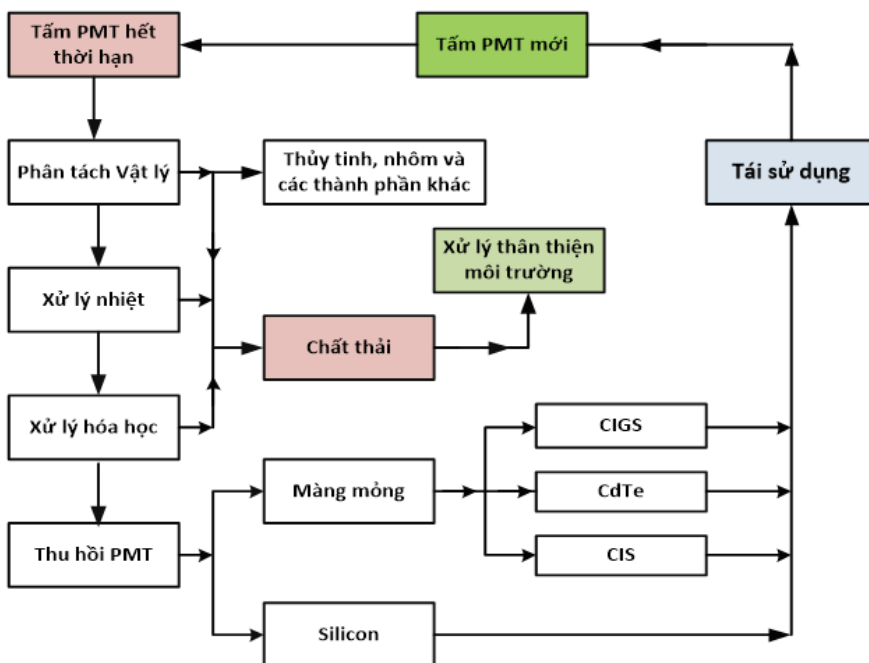 Tấm PMT hết
thời hạn
Tấm PMT mới
Phân tách Vật lý
Thủy tinh, nhôm và
các thành phần khác
Tái sử dụng
Xử lý thân thiện
môi trường
Xử lý nhiệt
Chất thải
Xử lý hóa học
CIGS
Màng mỏng
CdTe
Thu hồi PMT
CIS
Silicon